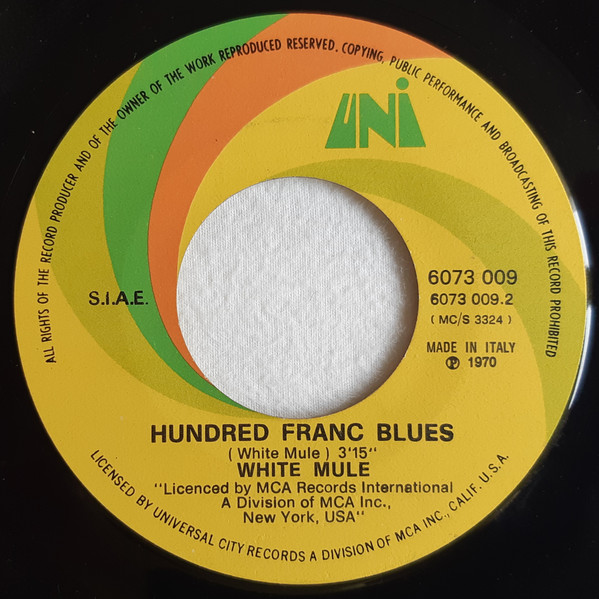 ALL RIGHTS OF THE RECORD PRODUCER AND OF THE OWNER OF THE WORK REPRODUCED RESERVED. COPYING, PUBLIC PERFORMANCE AND BROADCASTING OF THIS RECORD PROHIBITED
UNI
S.I.A.E.
6073 009
6073 009.2
( MC/S 3324 )
MADE IN ITALY
℗ 1970
HUNDRED FRANC BLUES
( White Mule ) 3'15"
WHITE MULE
"Licenced by MCA Records International
A Division of MCA Inc.,
New York, USA"
LICENSED BY UNIVERSAL CITY RECORDS A DIVISION OF MCA INC., CALIF. U.S.A.